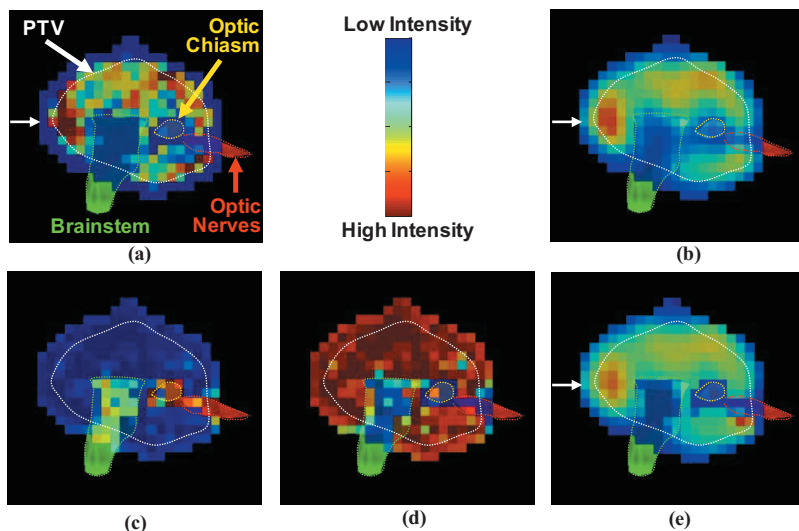 PTV
Optic
Chiasm
Brainstem
Optic
Nerves
(a)
Low Intensity
High Intensity
(b)
(c)
(d)
(e)